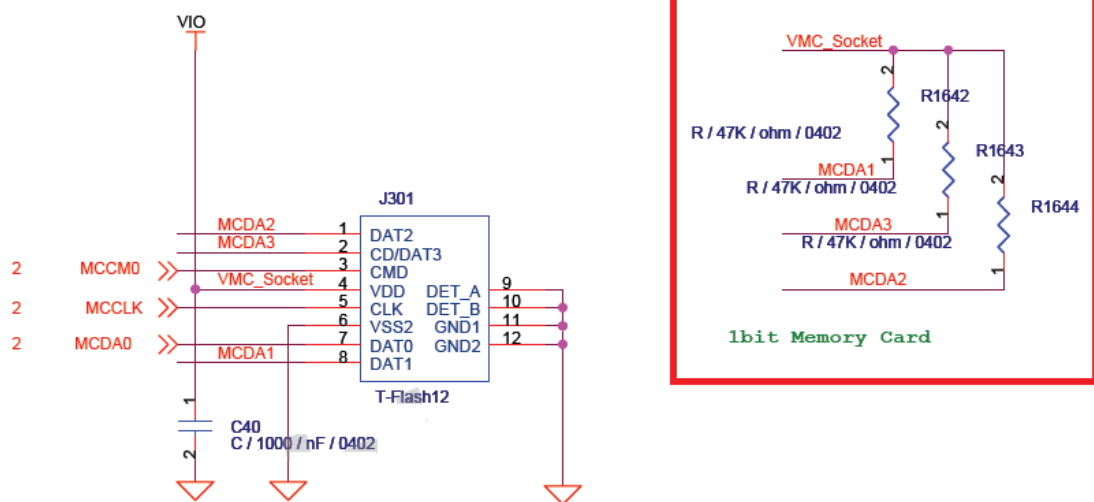 VIO
J301
MCDA2 1 DAT2
MCDA3 2 CD/DAT3
2 MCCM0 3 CMD
VMC_Socket 4 VDD DET_A 9
2 MCCLK 5 CLK DET_B 10
6 VSS2 GND1 11
2 MCDA0 7 DAT0 GND2 12
MCDA1 8 DAT1
T-Flash12
1
C40
C / 1000 / nF / 0402
2
VMC_Socket
2
R1642
R / 47K / ohm / 0402
2
1
R1643
MCDA1
R / 47K / ohm / 0402
2
1
R1644
MCDA3
R / 47K / ohm / 0402
1
MCDA2
1bit Memory Card